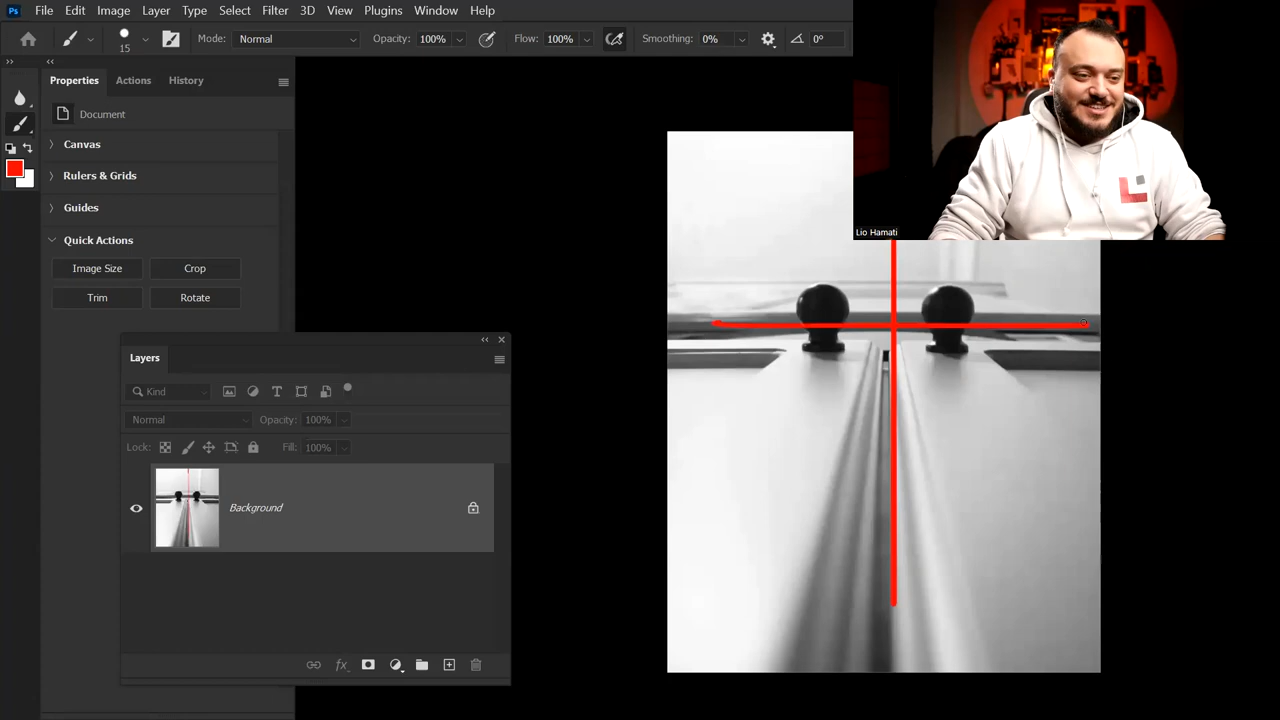 Ps File Edit Image Layer Type Select Filter 3D View Plugins Window Help
15 Mode: Normal Opacity: 100% Flow: 100% Smoothing: 0% 0°
Properties Actions History
Document
Canvas
Rulers & Grids
Guides
Quick Actions
Image Size Crop
Trim Rotate
Layers
Kind
Normal Opacity: 100%
Lock: Fill: 100%
Background
fx
Lio Hamati